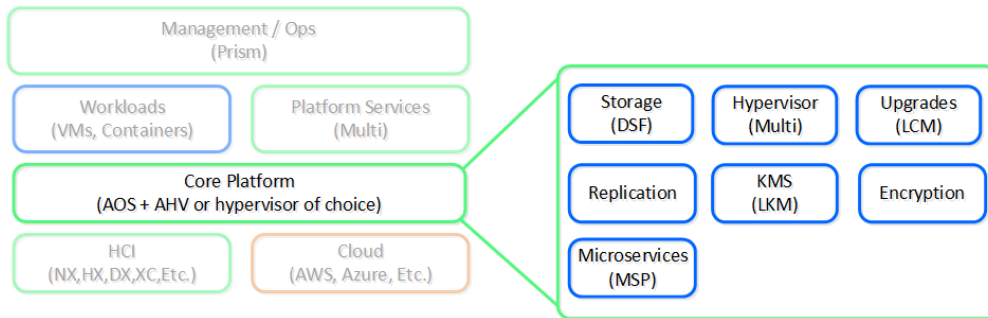 Management / Ops
(Prism)
Workloads
(VMs, Containers)
Platform Services
(Multi)
Core Platform
(AOS + AHV or hypervisor of choice)
HCI
(NX,HX,DX,XC,Etc.)
Cloud
(AWS, Azure, Etc.)
Storage
(DSF)
Hypervisor
(Multi)
Upgrades
(LCM)
Replication
KMS
(LKM)
Encryption
Microservices
(MSP)